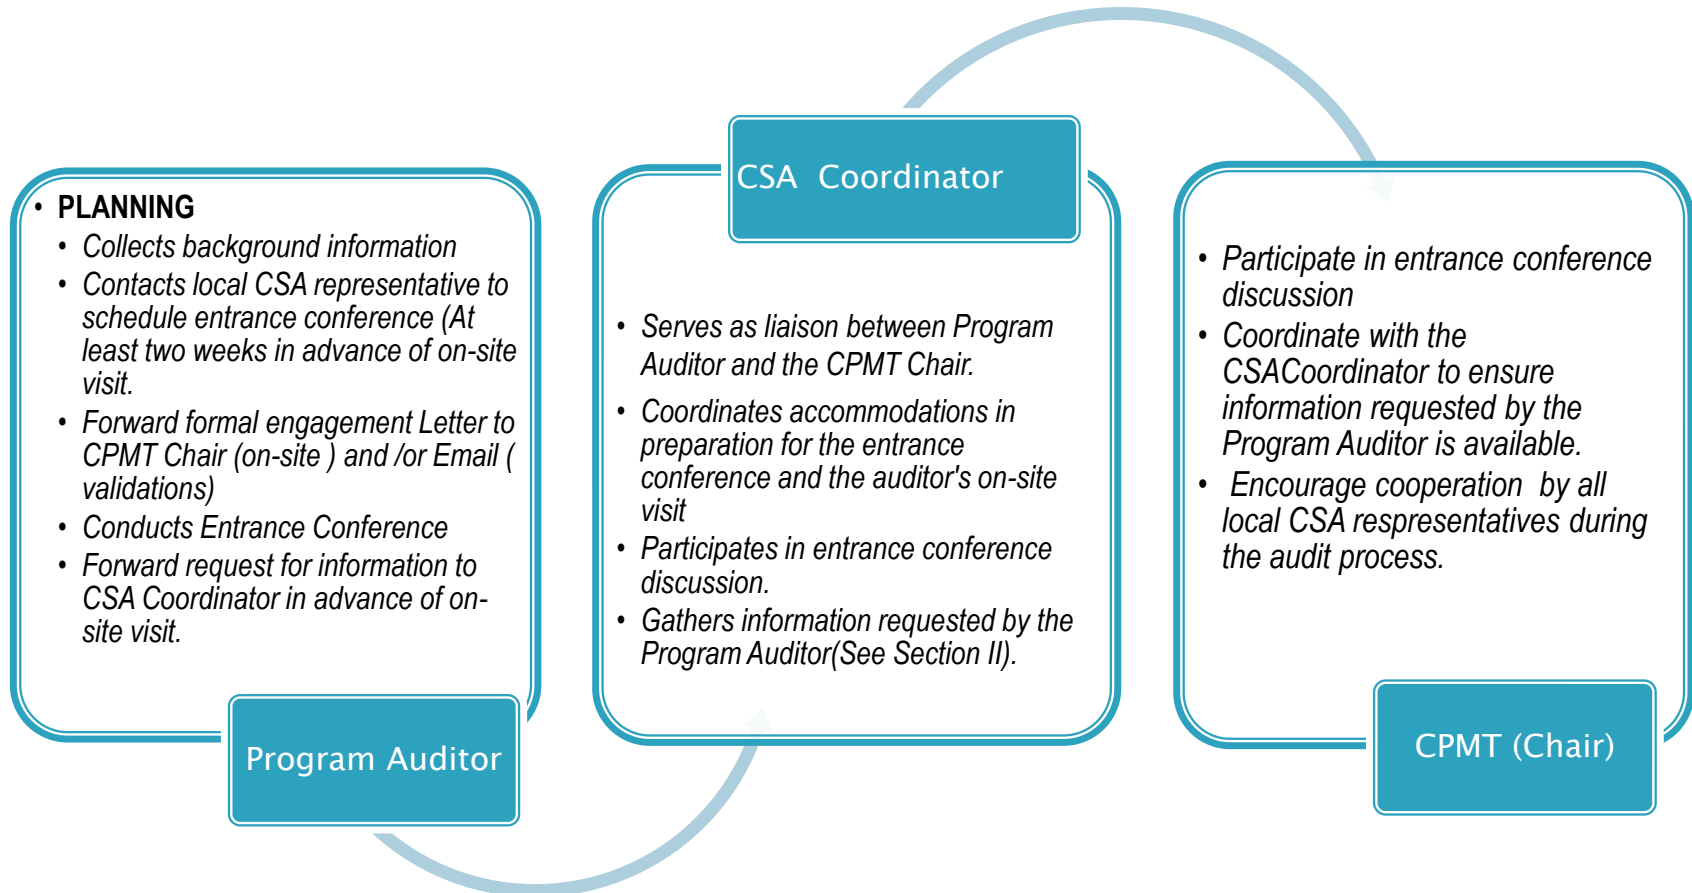 • PLANNING
• Collects background information
• Contacts local CSA representative to
schedule entrance conference (At
least two weeks in advance of on-site
visit.
• Forward formal engagement Letter to
CPMT Chair (on-site ) and /or Email (
validations)
• Conducts Entrance Conference
• Forward request for information to
CSA Coordinator in advance of on-
site visit.
Program Auditor
CSA Coordinator
• Serves as liaison between Program
Auditor and the CPMT Chair.
• Coordinates accommodations in
preparation for the entrance
conference and the auditor's on-site
visit
• Participates in entrance conference
discussion.
• Gathers information requested by the
Program Auditor(See Section II).
• Participate in entrance conference
discussion
• Coordinate with the
CSACoordinator to ensure
information requested by the
Program Auditor is available.
• Encourage cooperation by all
local CSA respresentatives during
the audit process.
CPMT (Chair)